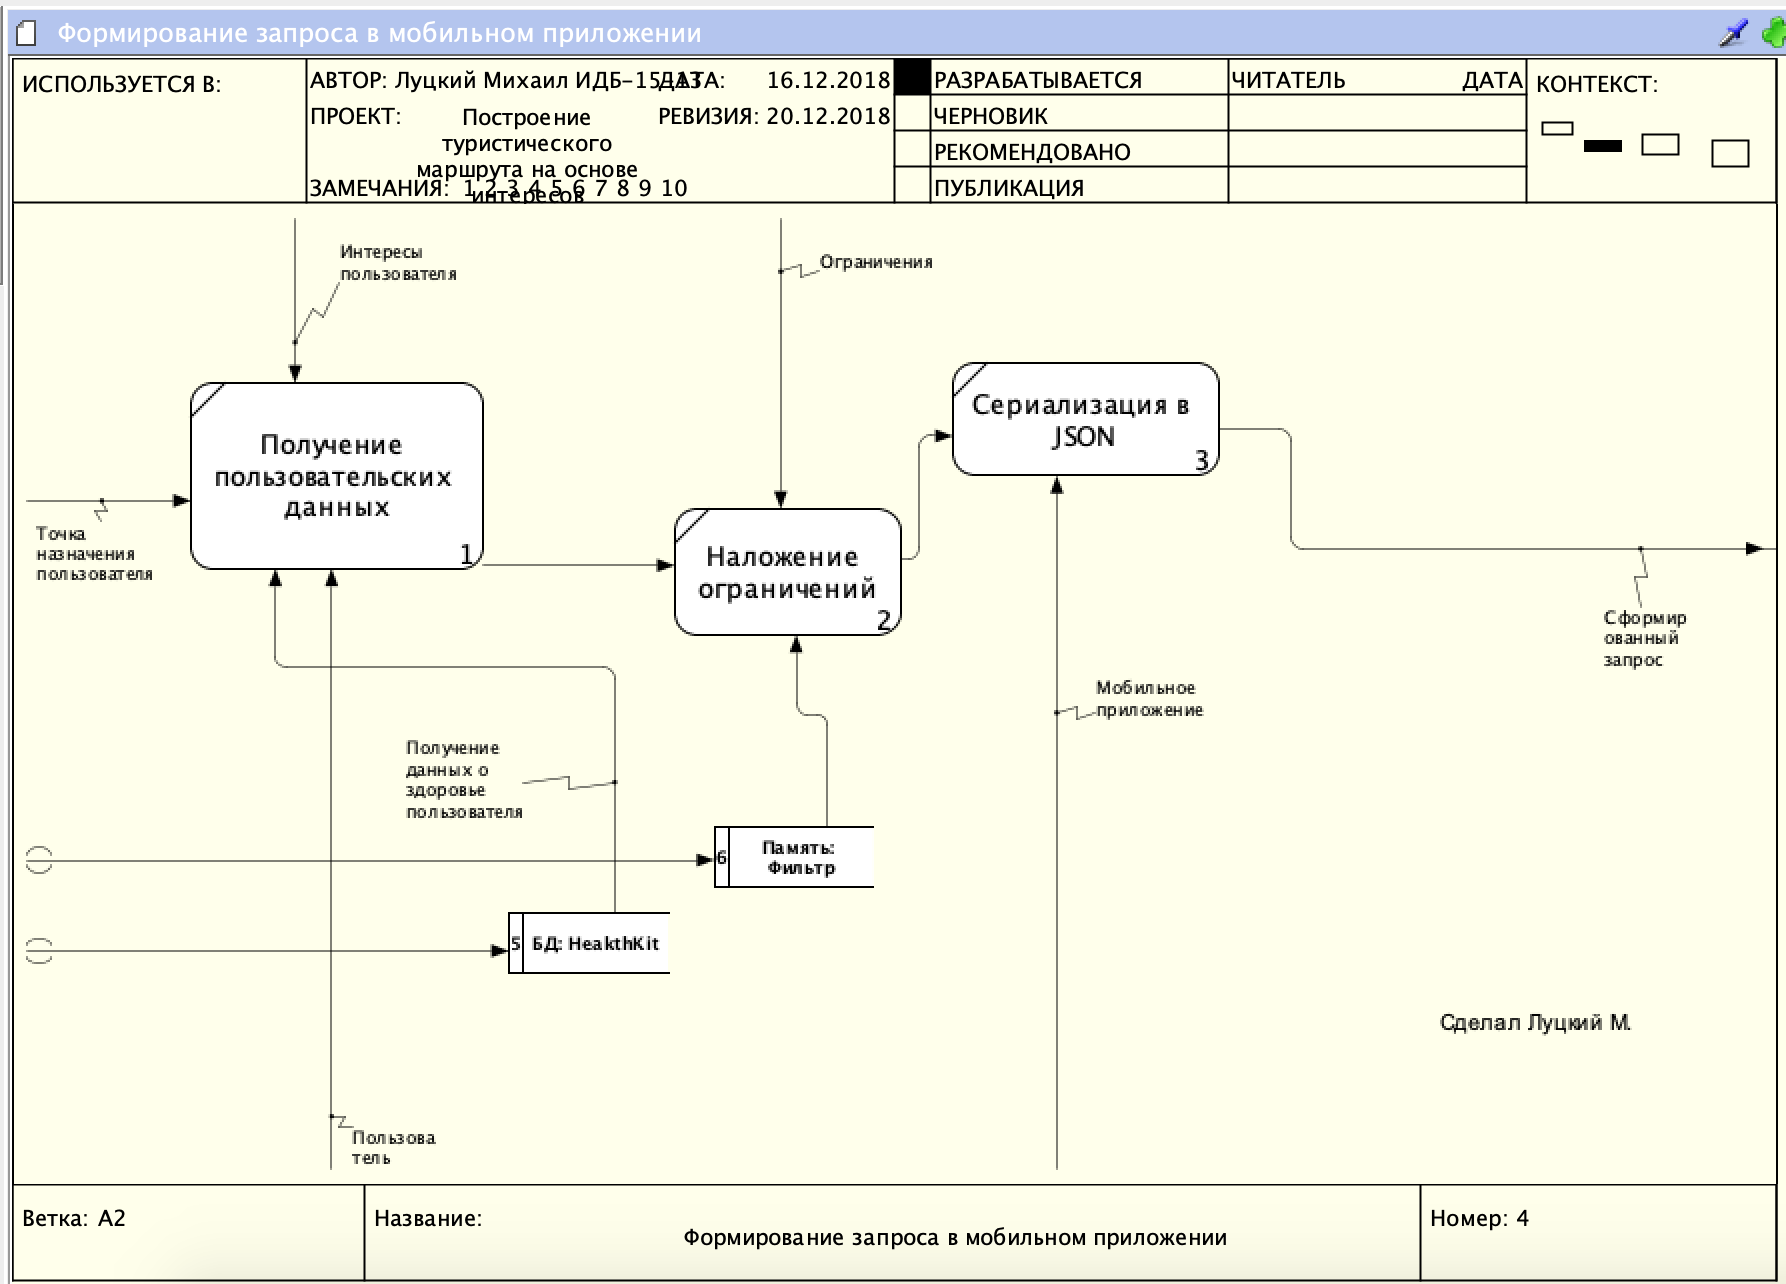 Формирование запроса в мобильном приложении
ИСПОЛЬЗУЕТСЯ В:
АВТОР: Луцкий Михаил ИДБ-15-13
ДАТА: 16.12.2018
РАЗРАБАТЫВАЕТСЯ
ЧИТАТЕЛЬ
ДАТА
КОНТЕКСТ:
ПРОЕКТ:
Построение
туристического
маршрута на основе
интересов
РЕВИЗИЯ: 20.12.2018
ЧЕРНОВИК
РЕКОМЕНДОВАНО
ЗАМЕЧАНИЯ: 1 2 3 4 5 6 7 8 9 10
ПУБЛИКАЦИЯ
Интересы
пользователя
Ограничения
Получение
пользовательских
данных
1
Сериализация в
JSON
3
Точка
назначения
пользователя
Наложение
ограничений
2
Сформир
ованный
запрос
Мобильное
приложение
Получение
данных о
здоровье
пользователя
6
Память:
Фильтр
5
БД: HeakthKit
Сделал Луцкий М.
Пользова
тель
Ветка: A2
Название:
Формирование запроса в мобильном приложении
Номер: 4